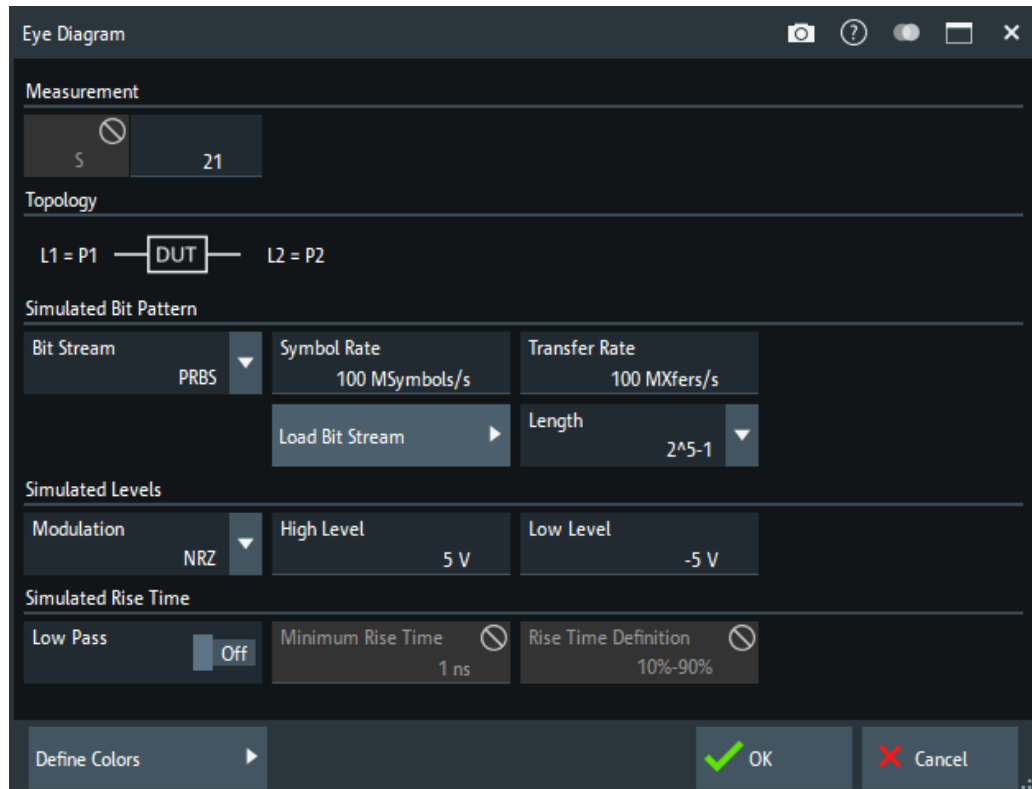 Eye Diagram
Measurement
S
21
Topology
L1 = P1 DUT L2 = P2
Simulated Bit Pattern
Bit Stream
PRBS
Symbol Rate
100 MSymbols/s
Transfer Rate
100 MXfers/s
Load Bit Stream
Length
2^5-1
Simulated Levels
Modulation
NRZ
High Level
5 V
Low Level
-5 V
Simulated Rise Time
Low Pass
Off
Minimum Rise Time
1 ns
Rise Time Definition
10%-90%
Define Colors
OK
Cancel